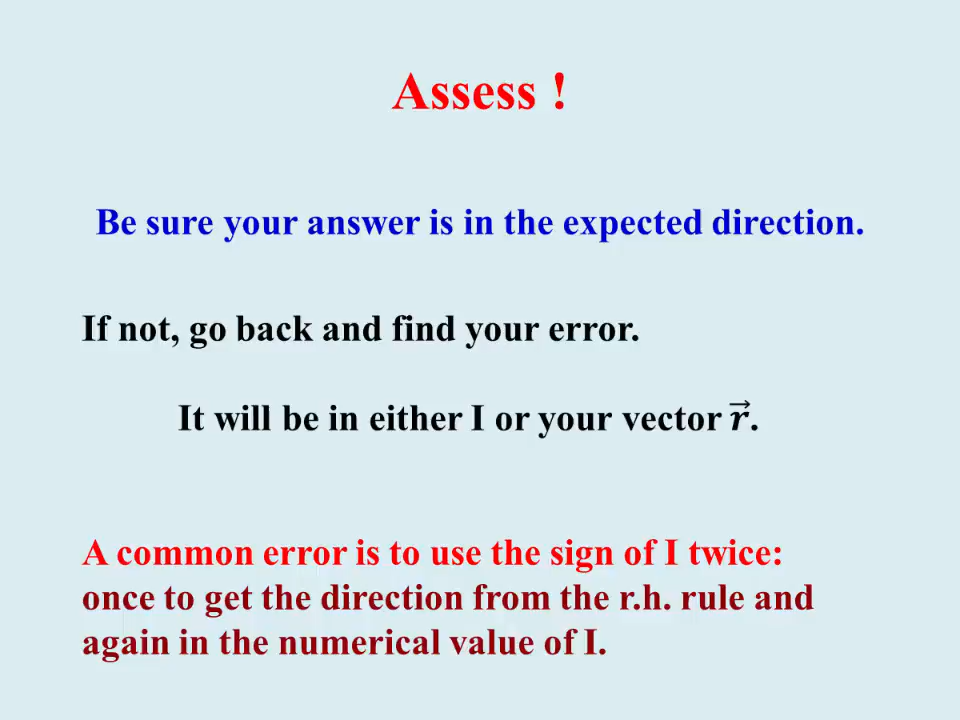 Assess !
Be sure your answer is in the expected direction.
If not, go back and find your error.
It will be in either I or your vector \(\vec{r}\).
A common error is to use the sign of I twice:
once to get the direction from the r.h. rule and
again in the numerical value of I.